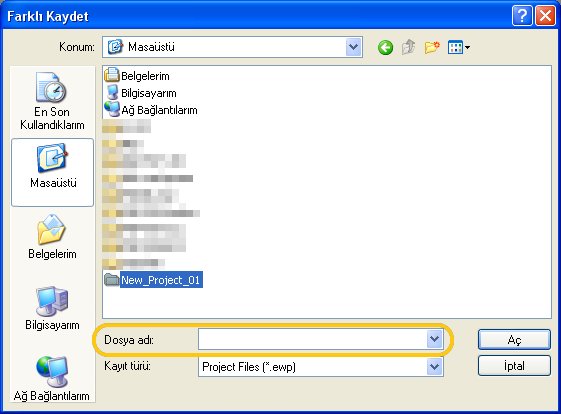 Farklı Kaydet
Konum:
Masaüstü
En Son
Kullandıklarım
Masaüstü
Belgelerim
Bilgisayarım
Ağ Bağlantılarım
Belgelerim
Bilgisayarım
Ağ Bağlantılarım
New_Project_01
Dosya adı:
Aç
Kayıt türü:
Project Files (*.ewp)
İptal